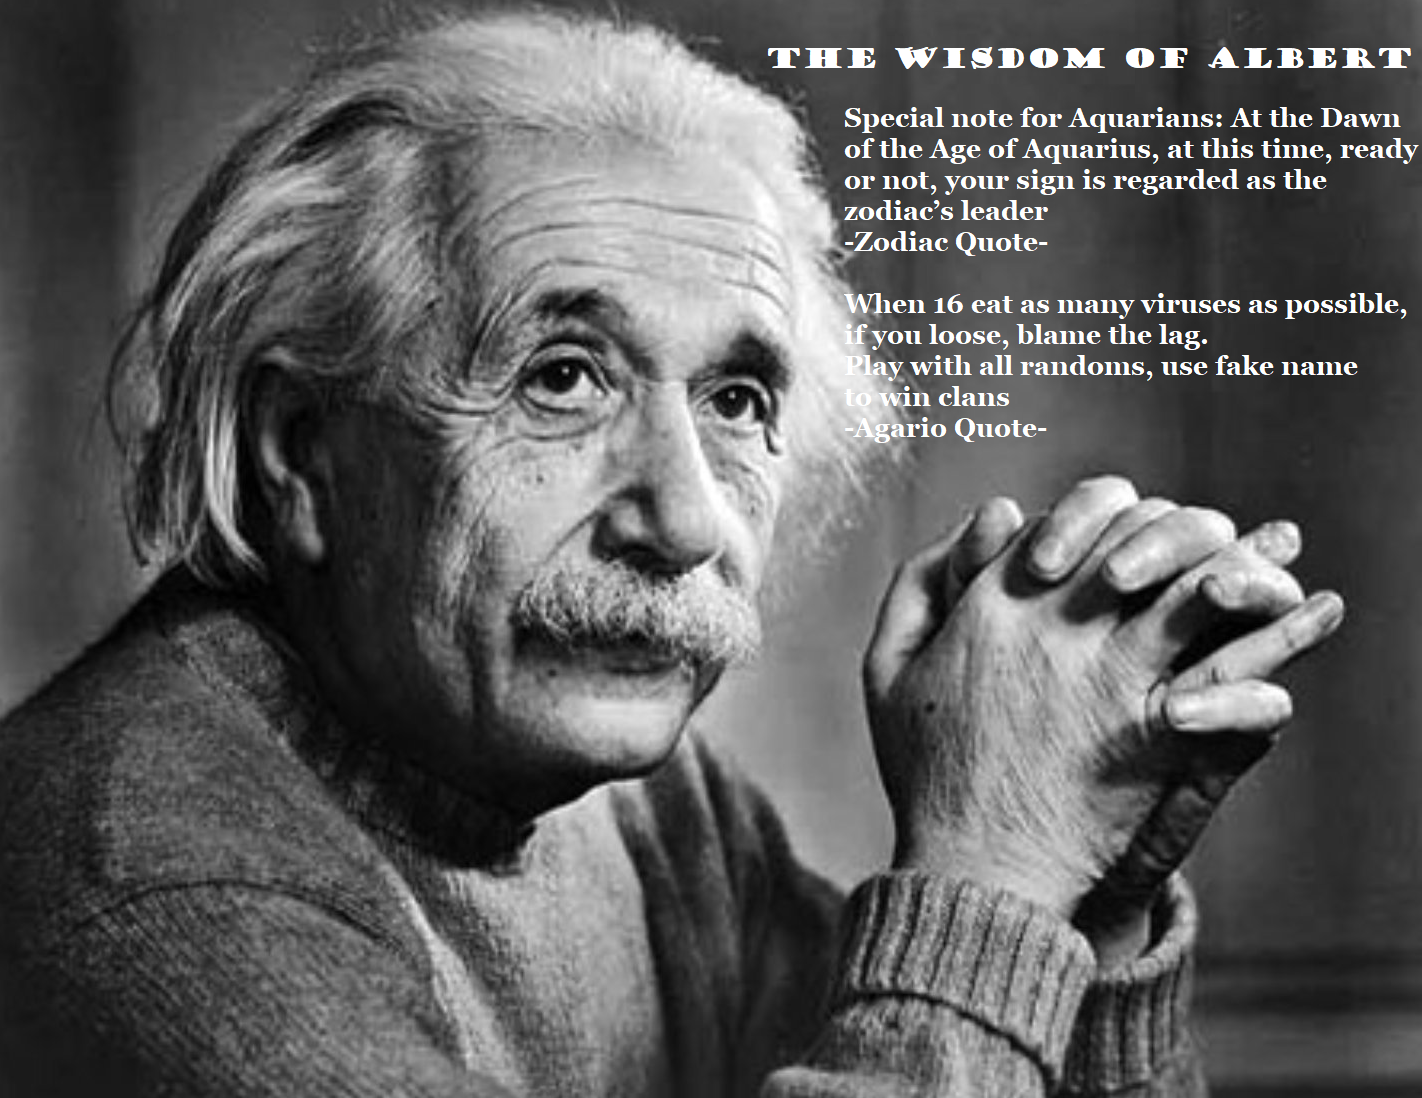 THE WISDOM OF ALBERT
Special note for Aquarians: At the Dawn
of the Age of Aquarius, at this time, ready
or not, your sign is regarded as the
zodiac’s leader
-Zodiac Quote-
When 16 eat as many viruses as possible,
if you loose, blame the lag.
Play with all randoms, use fake name
to win clans
-Agario Quote-